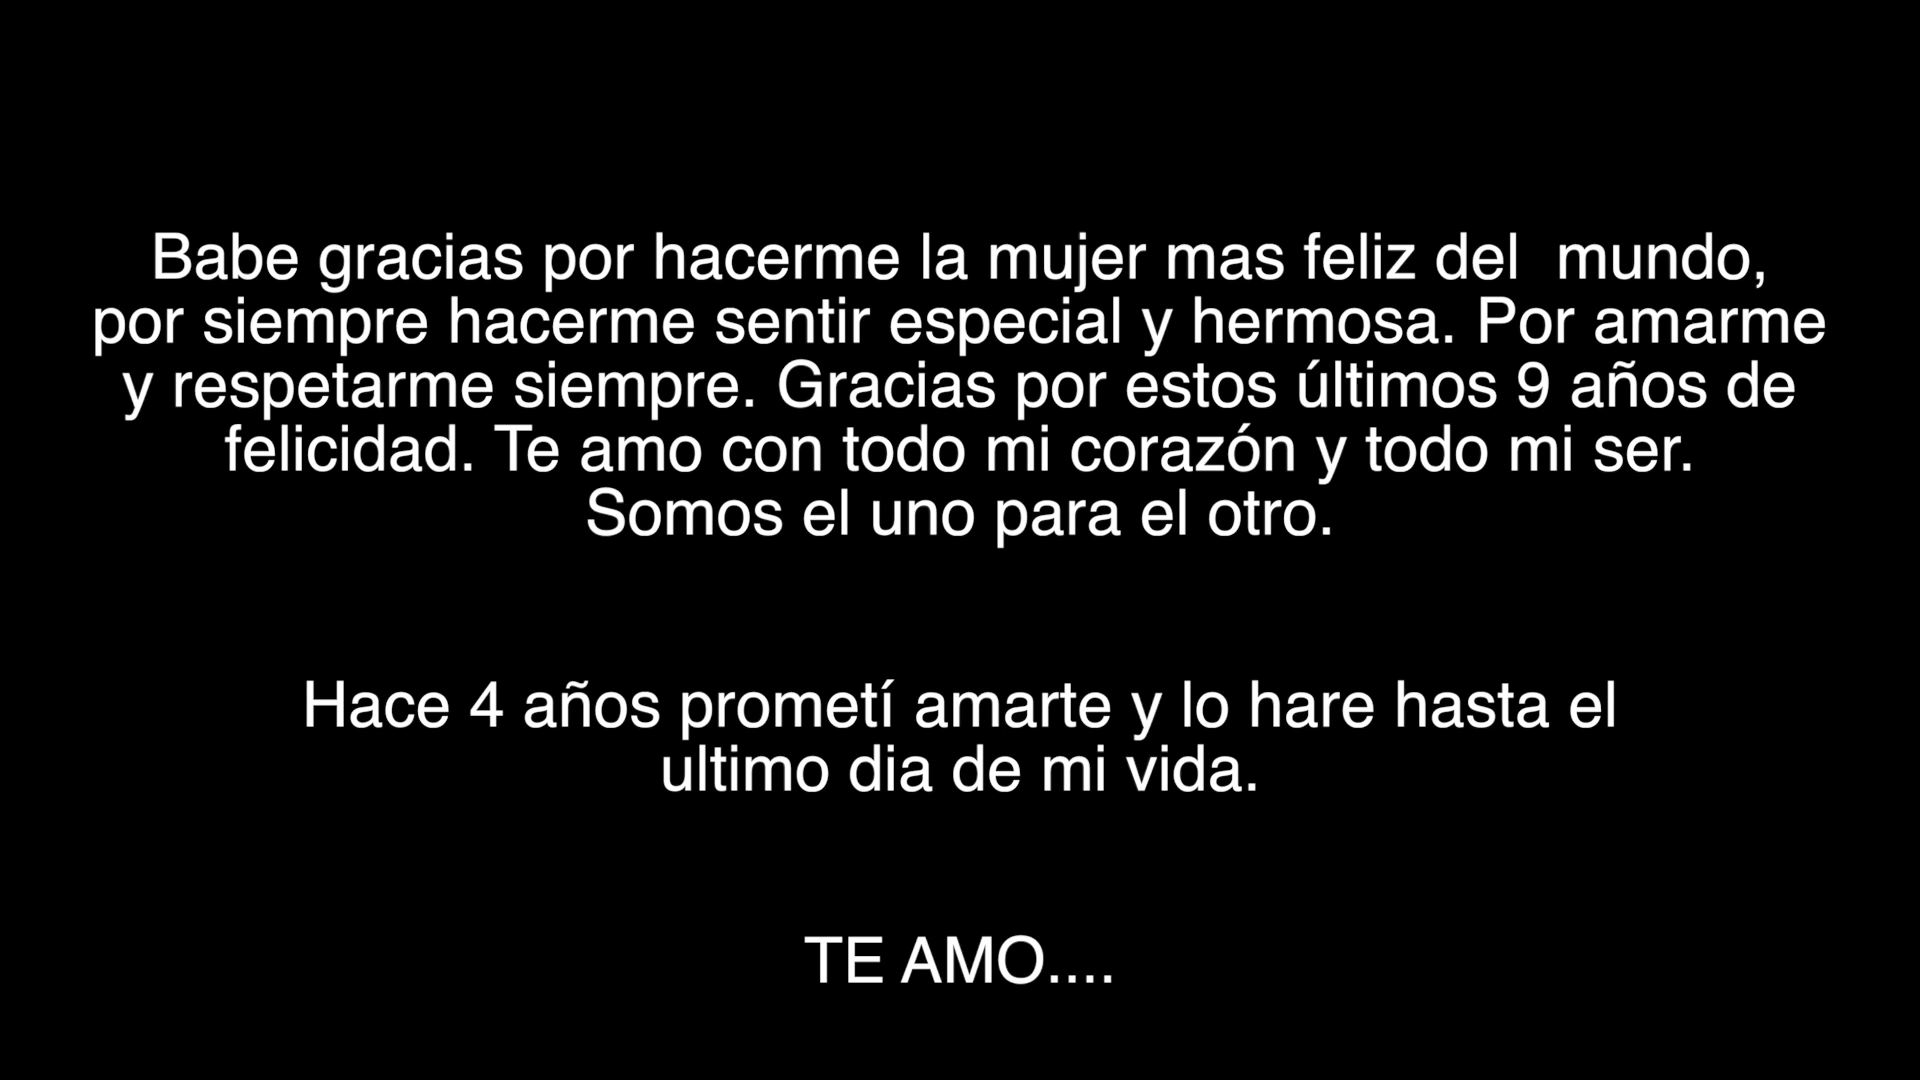 Babe gracias por hacerme la mujer mas feliz del  mundo,
por siempre hacerme sentir especial y hermosa. Por amarme
y respetarme siempre. Gracias por estos últimos 9 años de
felicidad. Te amo con todo mi corazón y todo mi ser.
Somos el uno para el otro.
Hace 4 años prometí amarte y lo hare hasta el
ultimo dia de mi vida.
TE AMO....